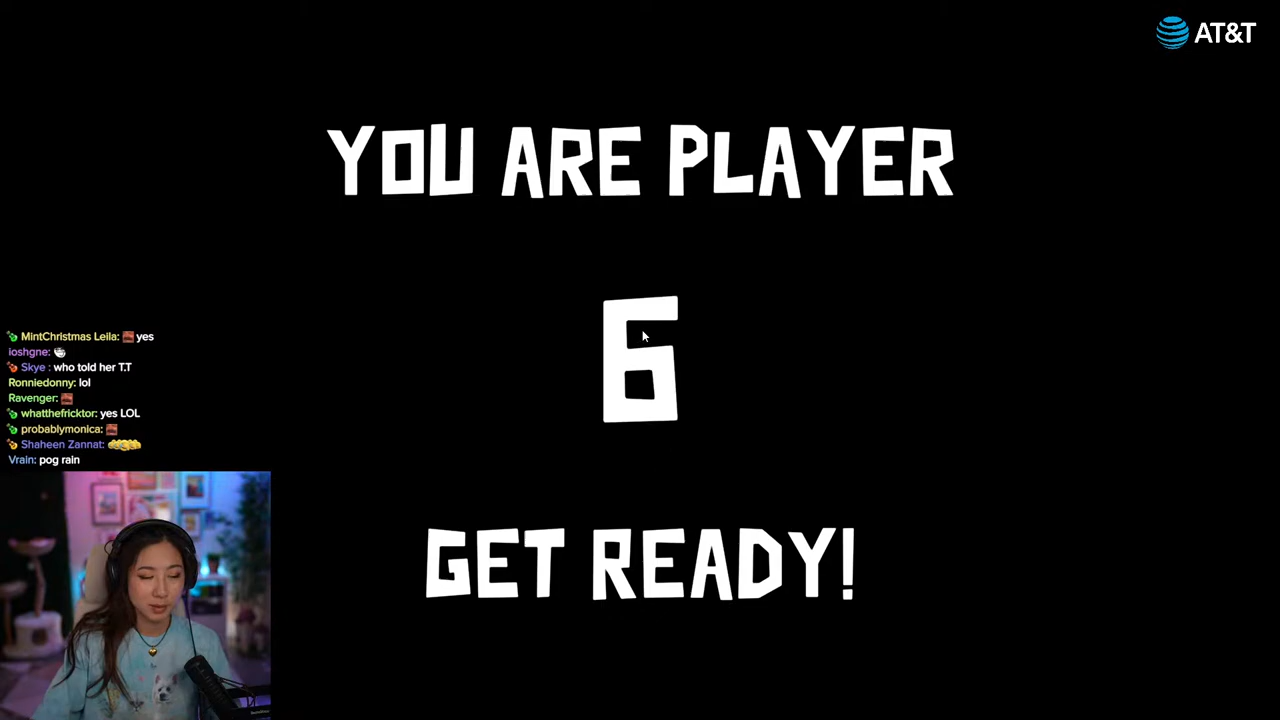 AT&T
YOU ARE PLAYER
6
GET READY!
MintChristmas Leila: yes
ioshgne:
Skye : who told her T.T
Ronniedonny: lol
Ravenger:
whatthefricktor: yes LOL
probablymonica:
Shaheen Zannat:
Vrain: pog rain